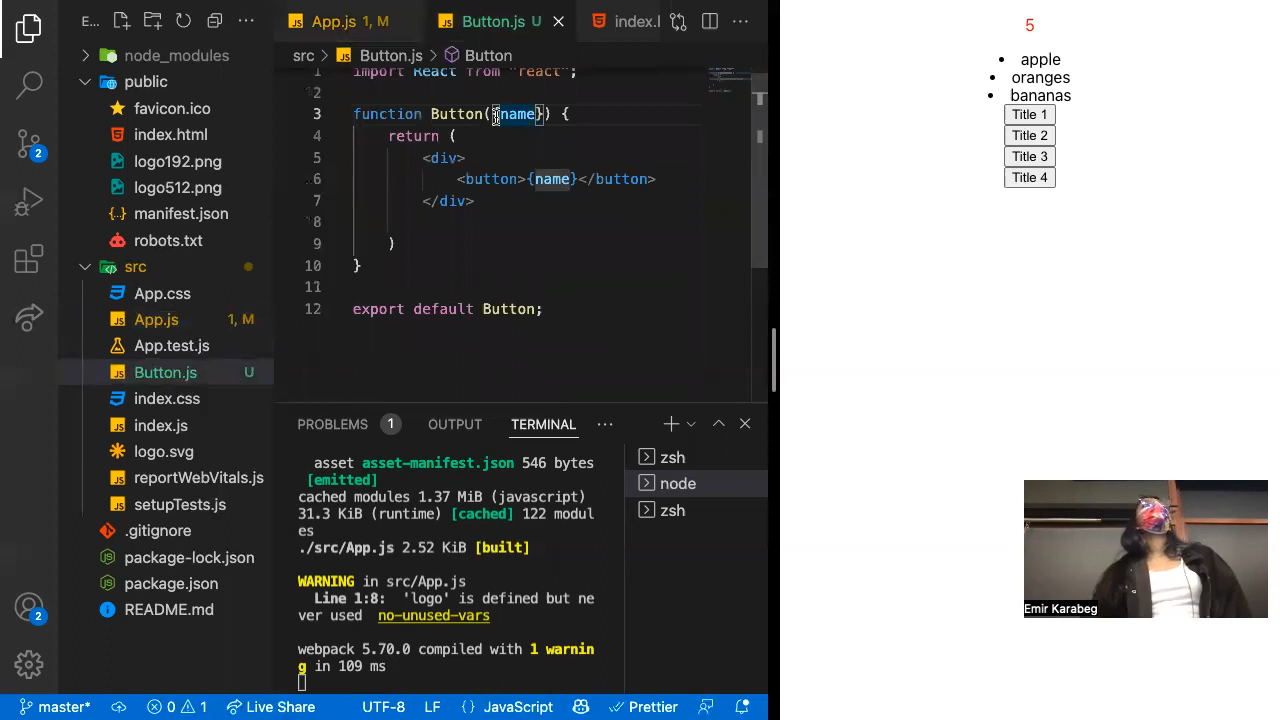 E...
App.js 1, M
Button.js U
index.l
src > Button.js > Button
node_modules
public
favicon.ico
index.html
logo192.png
logo512.png
manifest.json
robots.txt
src
App.css
App.js 1, M
App.test.js
Button.js U
index.css
index.js
logo.svg
reportWebVitals.js
setupTests.js
.gitignore
package-lock.json
package.json
README.md
2
2
1 import React from "react";
2
3 function Button({name}) {
4 return (
5 <div>
6 <button>{name}</button>
7 </div>
8
9 )
10 }
11
12 export default Button;
PROBLEMS 1 OUTPUT TERMINAL ...
asset asset-manifest.json 546 bytes
[emitted]
cached modules 1.37 MiB (javascript)
31.3 KiB (runtime) [cached] 122 modul
es
./src/App.js 2.52 KiB [built]
WARNING in src/App.js
Line 1:8: 'logo' is defined but ne
ver used no-unused-vars
webpack 5.70.0 compiled with 1 warnin
g in 109 ms
zsh
node
zsh
master* 0 1 Live Share UTF-8 LF {} JavaScript Prettier
5
• apple
• oranges
• bananas
Title 1
Title 2
Title 3
Title 4
Emir Karabeg